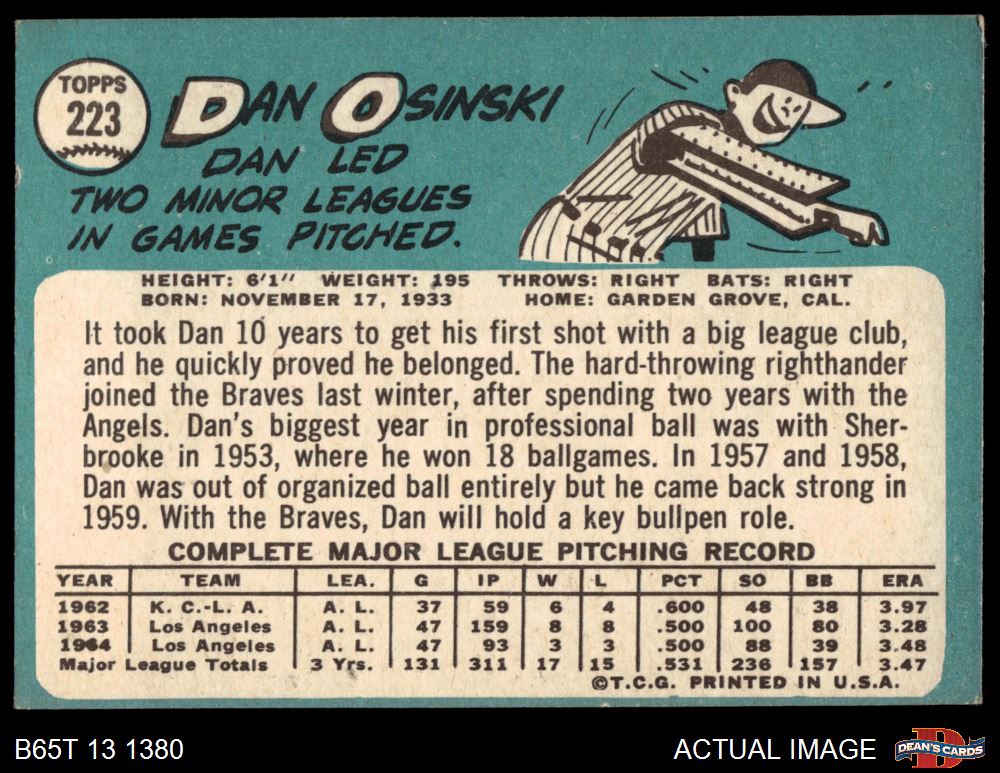 TOPPS
223
DAN OSINSKI
DAN LED
TWO MINOR LEAGUES
IN GAMES PITCHED.
HEIGHT: 6'1" WEIGHT: 195 THROWS: RIGHT BATS: RIGHT
BORN: NOVEMBER 17, 1933 HOME: GARDEN GROVE, CAL.
It took Dan 10 years to get his first shot with a big league club,
and he quickly proved he belonged. The hard-throwing righthander
joined the Braves last winter, after spending two years with the
Angels. Dan's biggest year in professional ball was with Sher-
brooke in 1953, where he won 18 ballgames. In 1957 and 1958,
Dan was out of organized ball entirely but he came back strong in
1959. With the Braves, Dan will hold a key bullpen role.
COMPLETE MAJOR LEAGUE PITCHING RECORD
YEAR TEAM LEA. G IP W L PCT SO BB ERA
1962 K. C.-L. A. A. L. 37 59 6 4 .600 48 38 3.97
1963 Los Angeles A. L. 47 159 8 8 .500 100 80 3.28
1964 Los Angeles A. L. 47 93 3 3 .500 88 39 3.48
Major League Totals 3 Yrs. 131 311 17 15 .531 236 157 3.47
©T.C.G. PRINTED IN U.S.A.
B65T 13 1380 ACTUAL IMAGE D DEAN'S CARDS